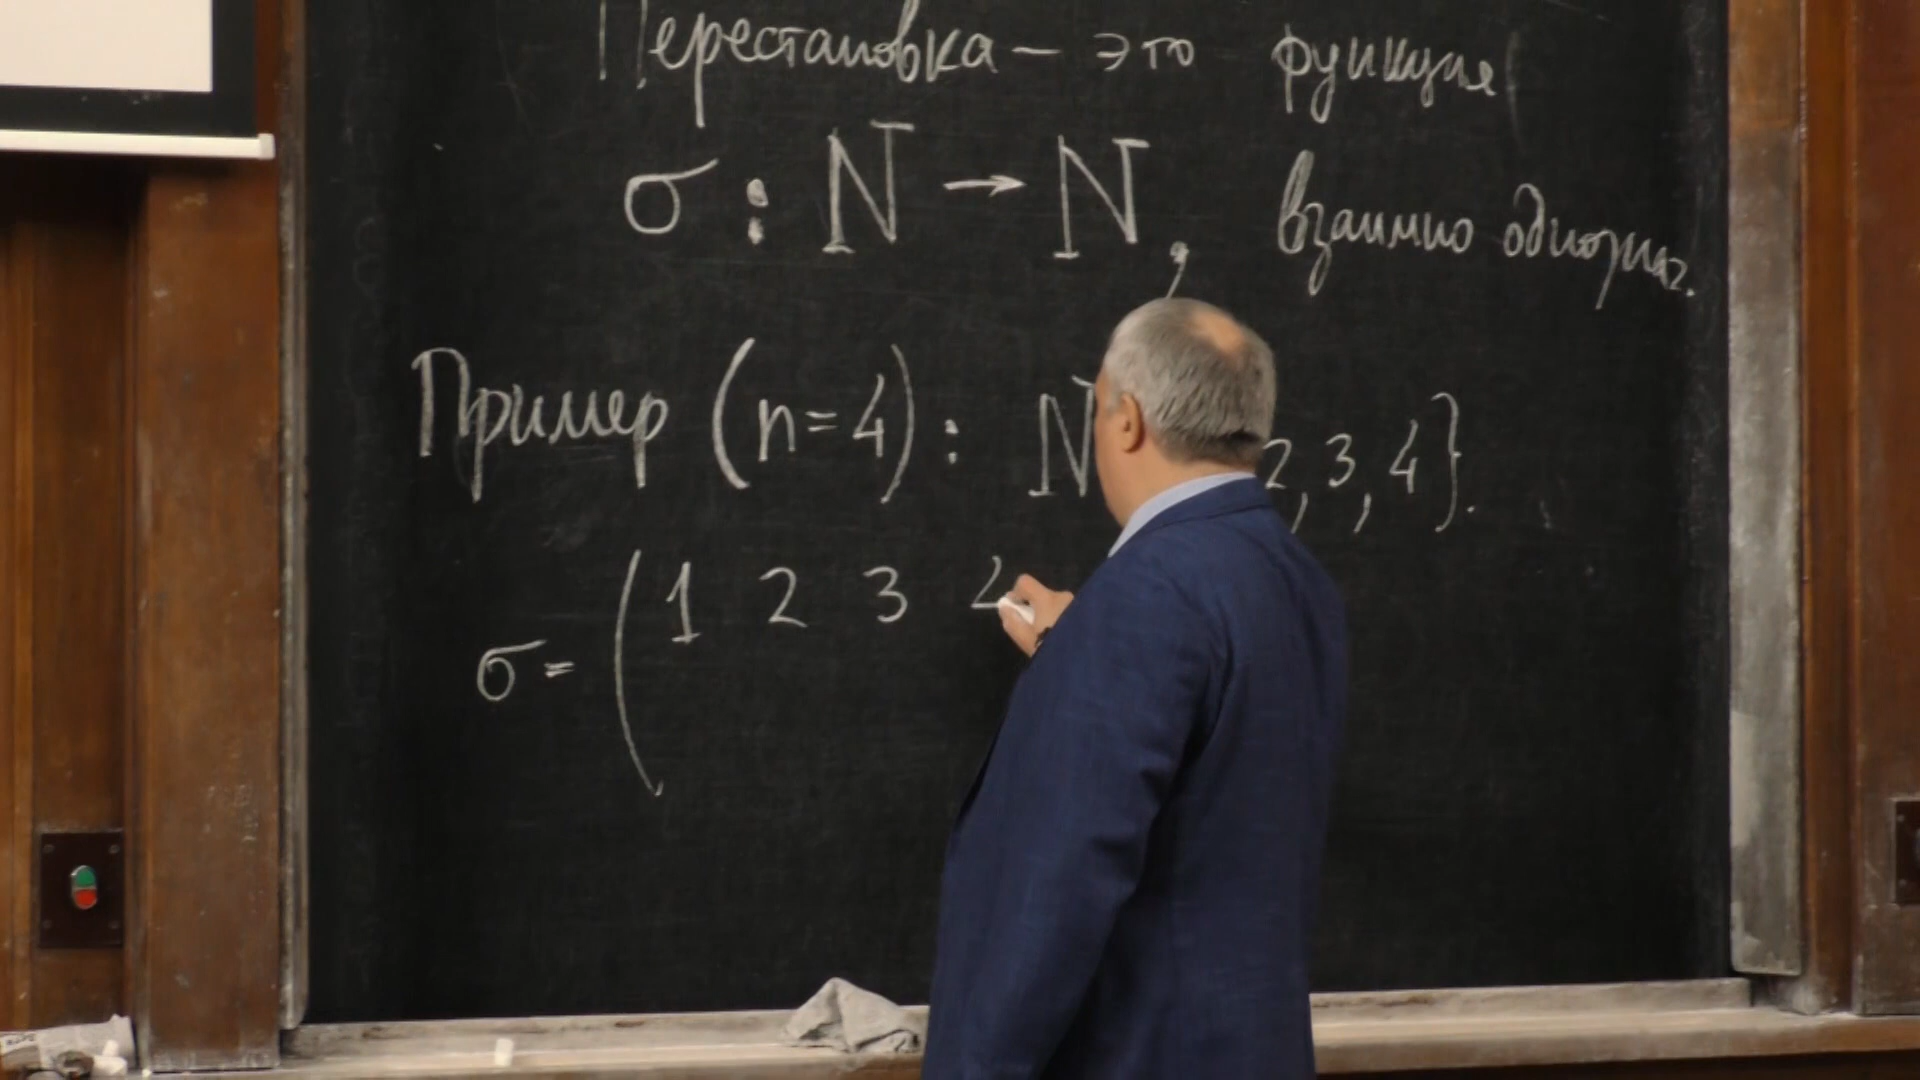 Перестановка — это функция
σ : N → N, взаимно однознач.
Пример (n=4): N 2, 3, 4}.
σ = ( 1 2 3 4